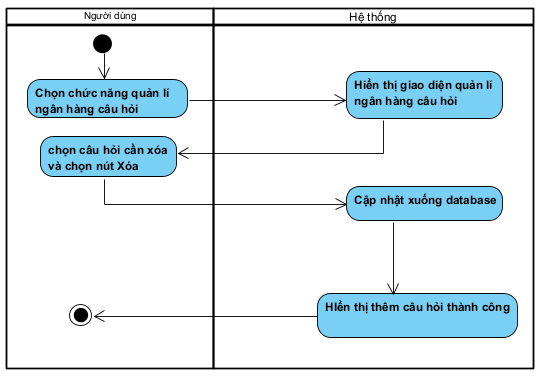 Người dùng
Hệ thống
Chọn chức năng quản lí
ngân hàng câu hỏi
Hiển thị giao diện quản lí
ngân hàng câu hỏi
chọn câu hỏi cần xóa
và chọn nút Xóa
Cập nhật xuống database
HIển thị thêm câu hỏi thành công